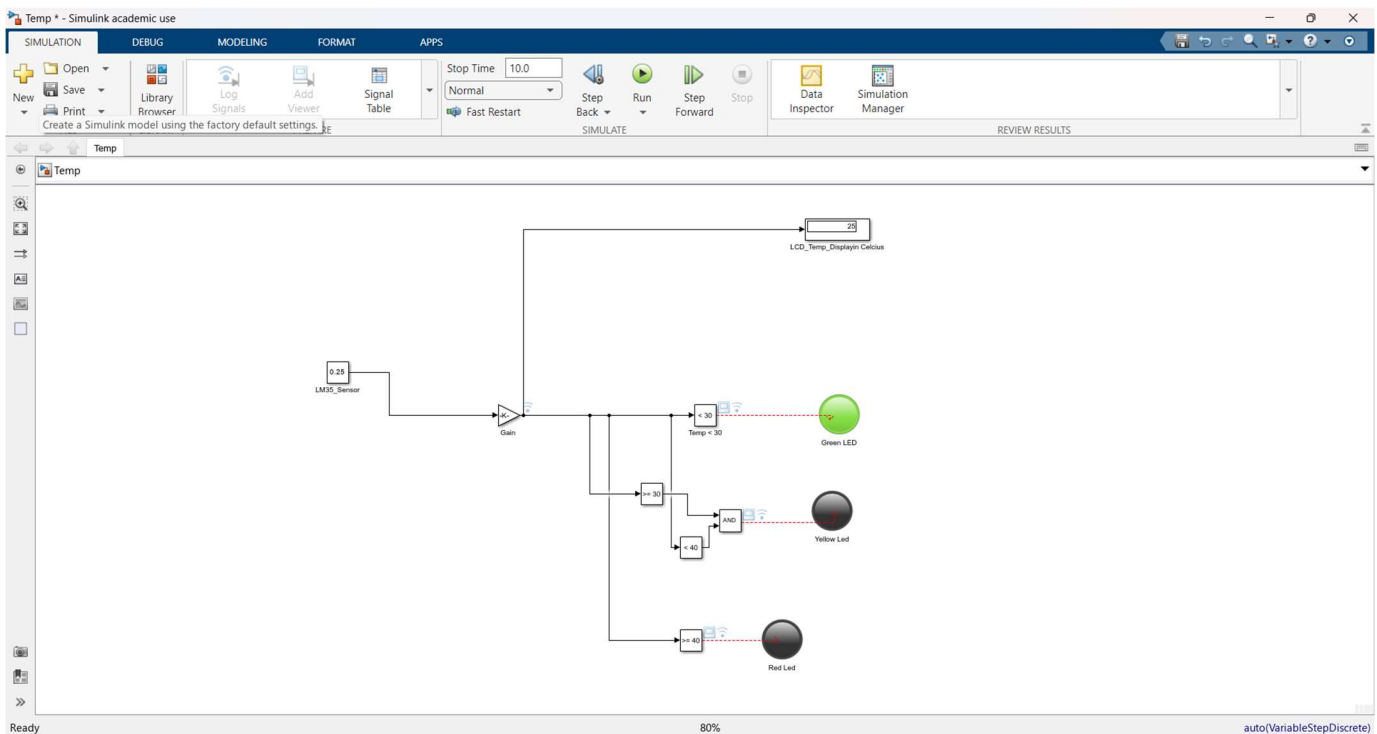 Temp * - Simulink academic use
SIMULATION DEBUG MODELING FORMAT APPS
New
Open
Save
Print
Library Browser
Log Signals
Add Viewer
Signal Table
Stop Time 10.0
Normal
Fast Restart
Step Back
Run
Step Forward
Stop
Data Inspector
Simulation Manager
Create a Simulink model using the factory default settings.
SIMULATE
REVIEW RESULTS
Temp
Temp
25
LCD_Temp_Displayin Celcius
0.25
LM35_Sensor
-K-
Gain
< 30
Temp < 30
Green LED
>= 30
AND
Yellow Led
< 40
>= 40
Red Led
Ready
80%
auto(VariableStepDiscrete)